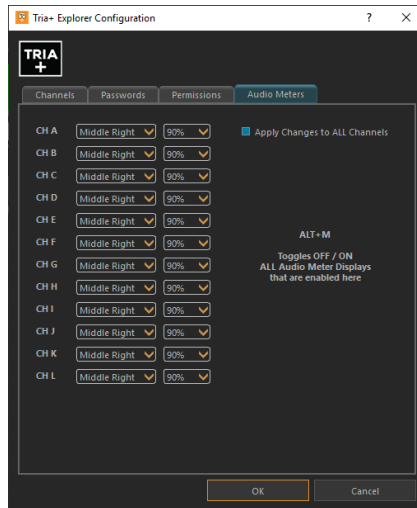 Tria+ Explorer Configuration ? X
TRIA
+
Channels Passwords Permissions Audio Meters
CH A Middle Right 90% Apply Changes to ALL Channels
CH B Middle Right 90%
CH C Middle Right 90%
CH D Middle Right 90%
CH E Middle Right 90%
CH F Middle Right 90%
CH G Middle Right 90%
CH H Middle Right 90%
CH I Middle Right 90%
CH J Middle Right 90%
CH K Middle Right 90%
CH L Middle Right 90%
ALT+M
Toggles OFF / ON
ALL Audio Meter Displays
that are enabled here
OK Cancel